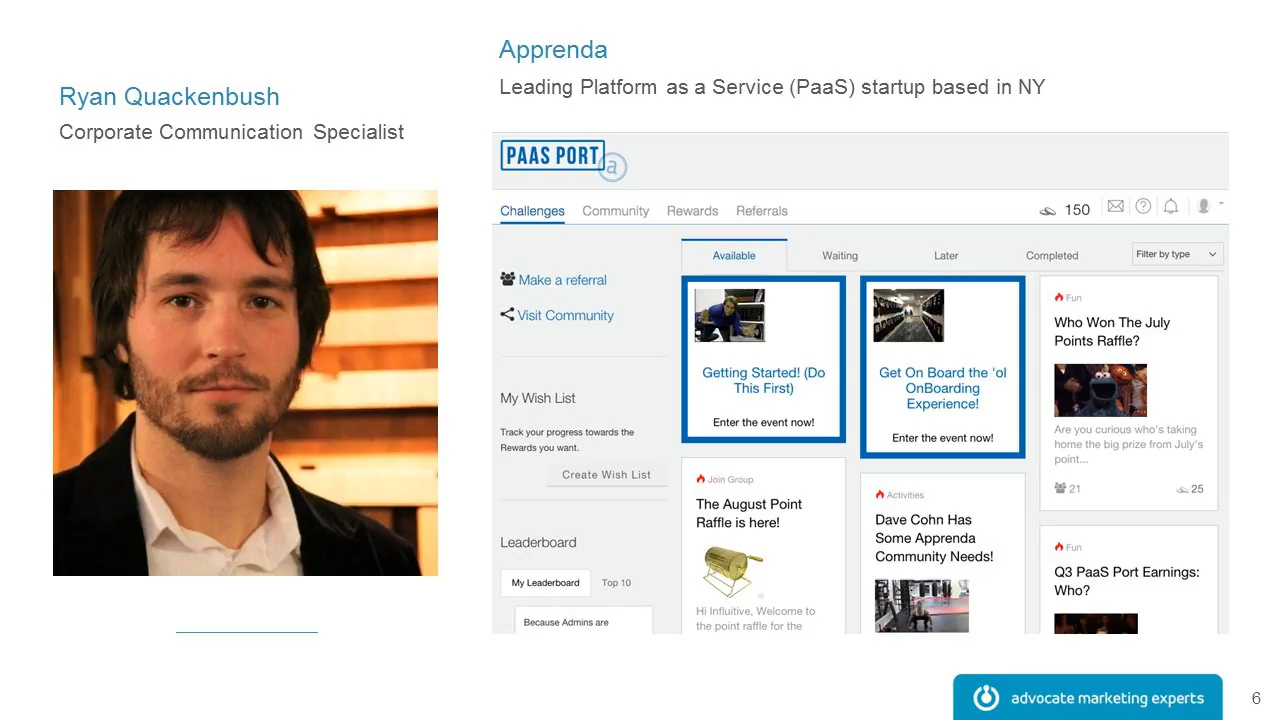 Ryan Quackenbush
Corporate Communication Specialist
Apprenda
Leading Platform as a Service (PaaS) startup based in NY
PAAS PORT
a
Challenges Community Rewards Referrals
150
Make a referral
Visit Community
My Wish List
Track your progress towards the
Rewards you want.
Create Wish List
Leaderboard
My Leaderboard Top 10
Because Admins are
Available Waiting Later Completed
Filter by type
Getting Started! (Do
This First)
Enter the event now!
Get On Board the 'ol
OnBoarding
Experience!
Enter the event now!
Fun
Who Won The July
Points Raffle?
Are you curious who's taking
home the big prize from July's
point...
21 25
Join Group
The August Point
Raffle is here!
Hi Influitive, Welcome to
the point raffle for the
Activities
Dave Cohn Has
Some Apprenda
Community Needs!
Fun
Q3 PaaS Port Earnings:
Who?
advocate marketing experts
6